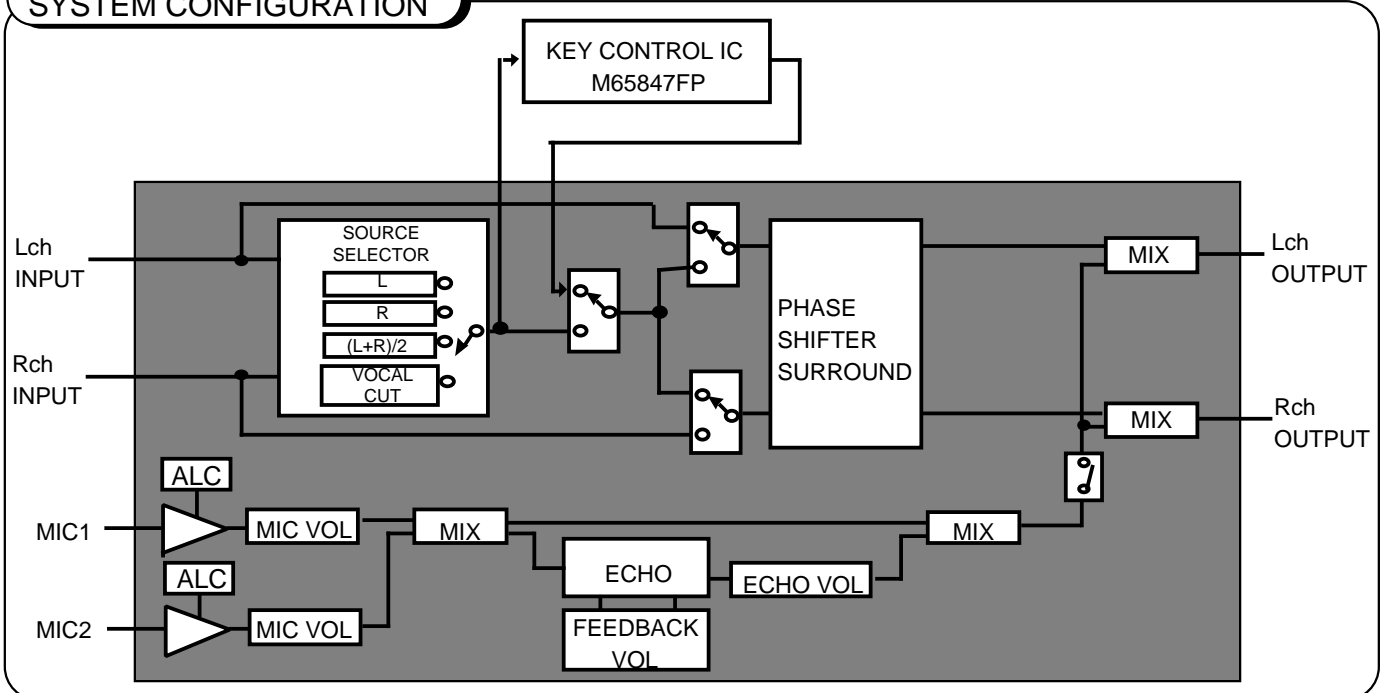 SYSTEM CONFIGURATION
KEY CONTROL IC
M65847FP
Lch
INPUT
SOURCE
SELECTOR
L
R
(L+R)/2
VOCAL
CUT
Rch
INPUT
PHASE
SHIFTER
SURROUND
MIX
Lch
OUTPUT
MIX
Rch
OUTPUT
ALC
MIC1
MIC VOL
MIX
MIX
ALC
ECHO
ECHO VOL
MIC2
MIC VOL
FEEDBACK
VOL